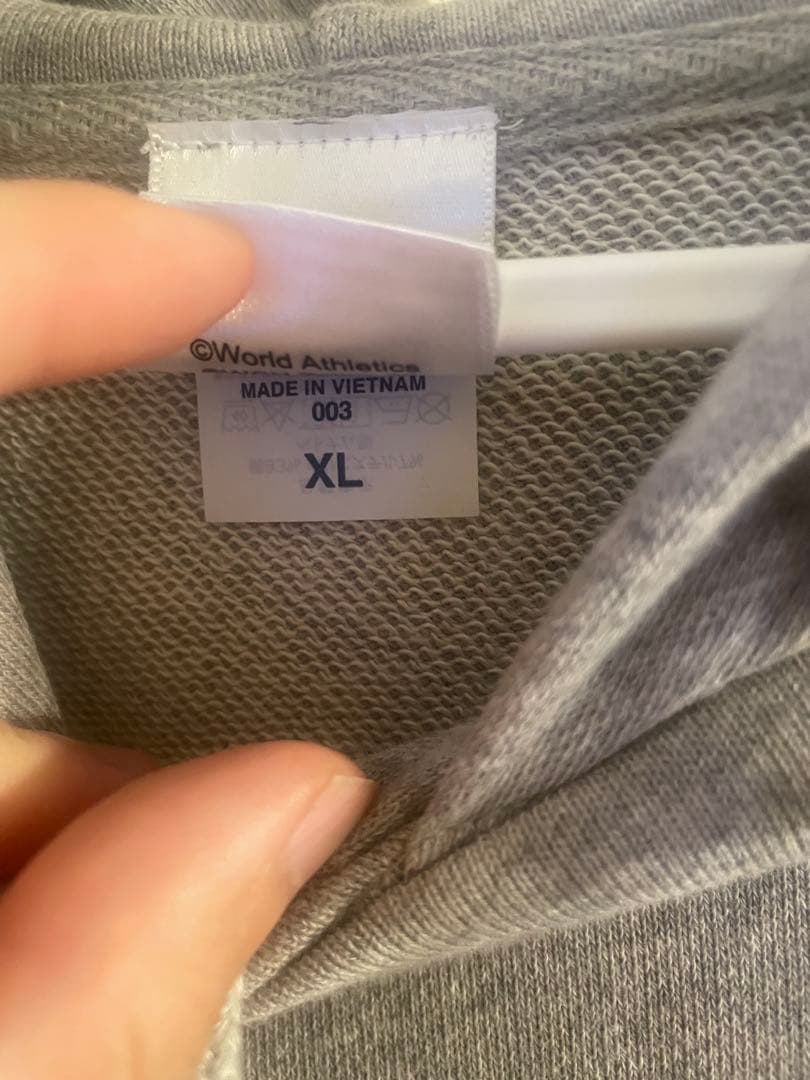 ©World Athletics
MADE IN VIETNAM
003
XL